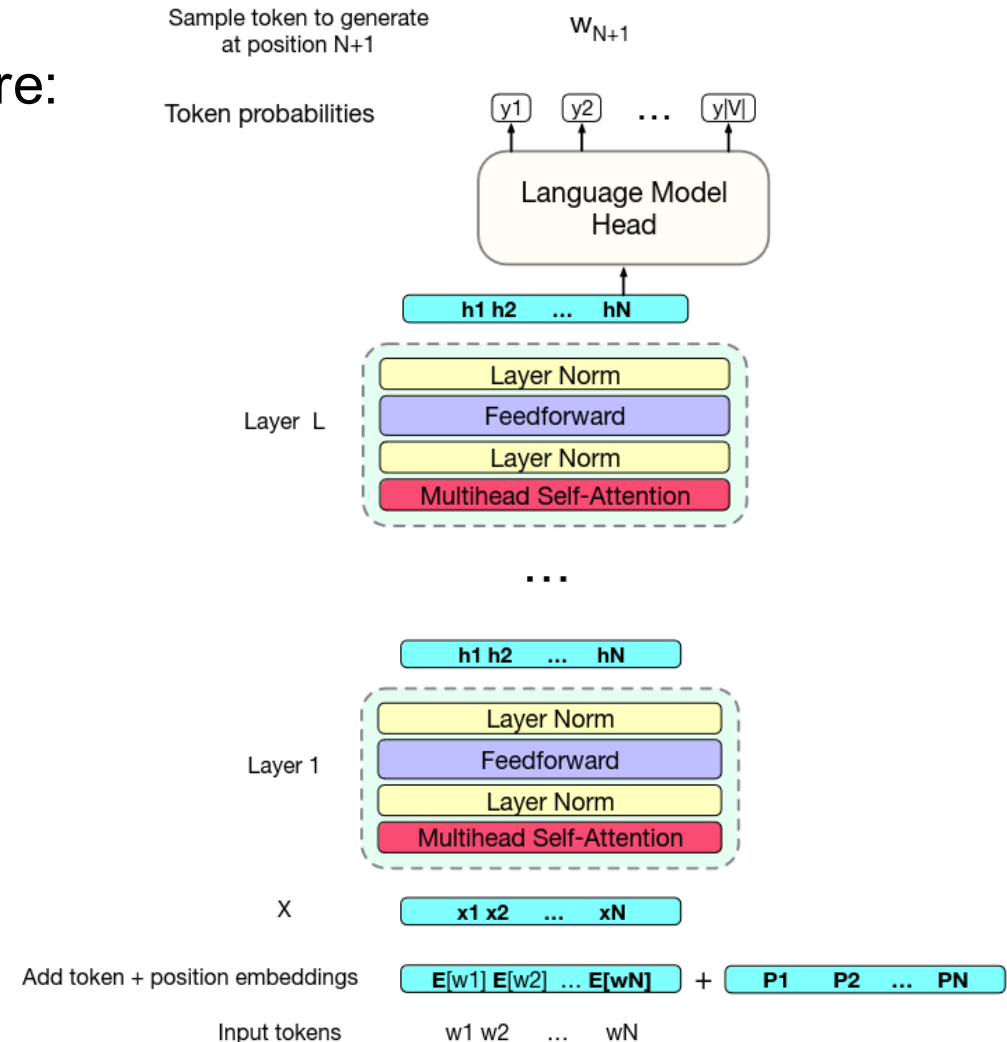 Sample token to generate
at position N+1
w_{N+1}
re:
Token probabilities
y1 y2 ... y|V|
Language Model
Head
h1 h2 ... hN
Layer Norm
Layer L
Feedforward
Layer Norm
Multihead Self-Attention
...
h1 h2 ... hN
Layer Norm
Feedforward
Layer 1
Layer Norm
Multihead Self-Attention
X
x1 x2 ... xN
Add token + position embeddings
E[w1] E[w2] ... E[wN] + P1 P2 ... PN
Input tokens
w1 w2 ... wN